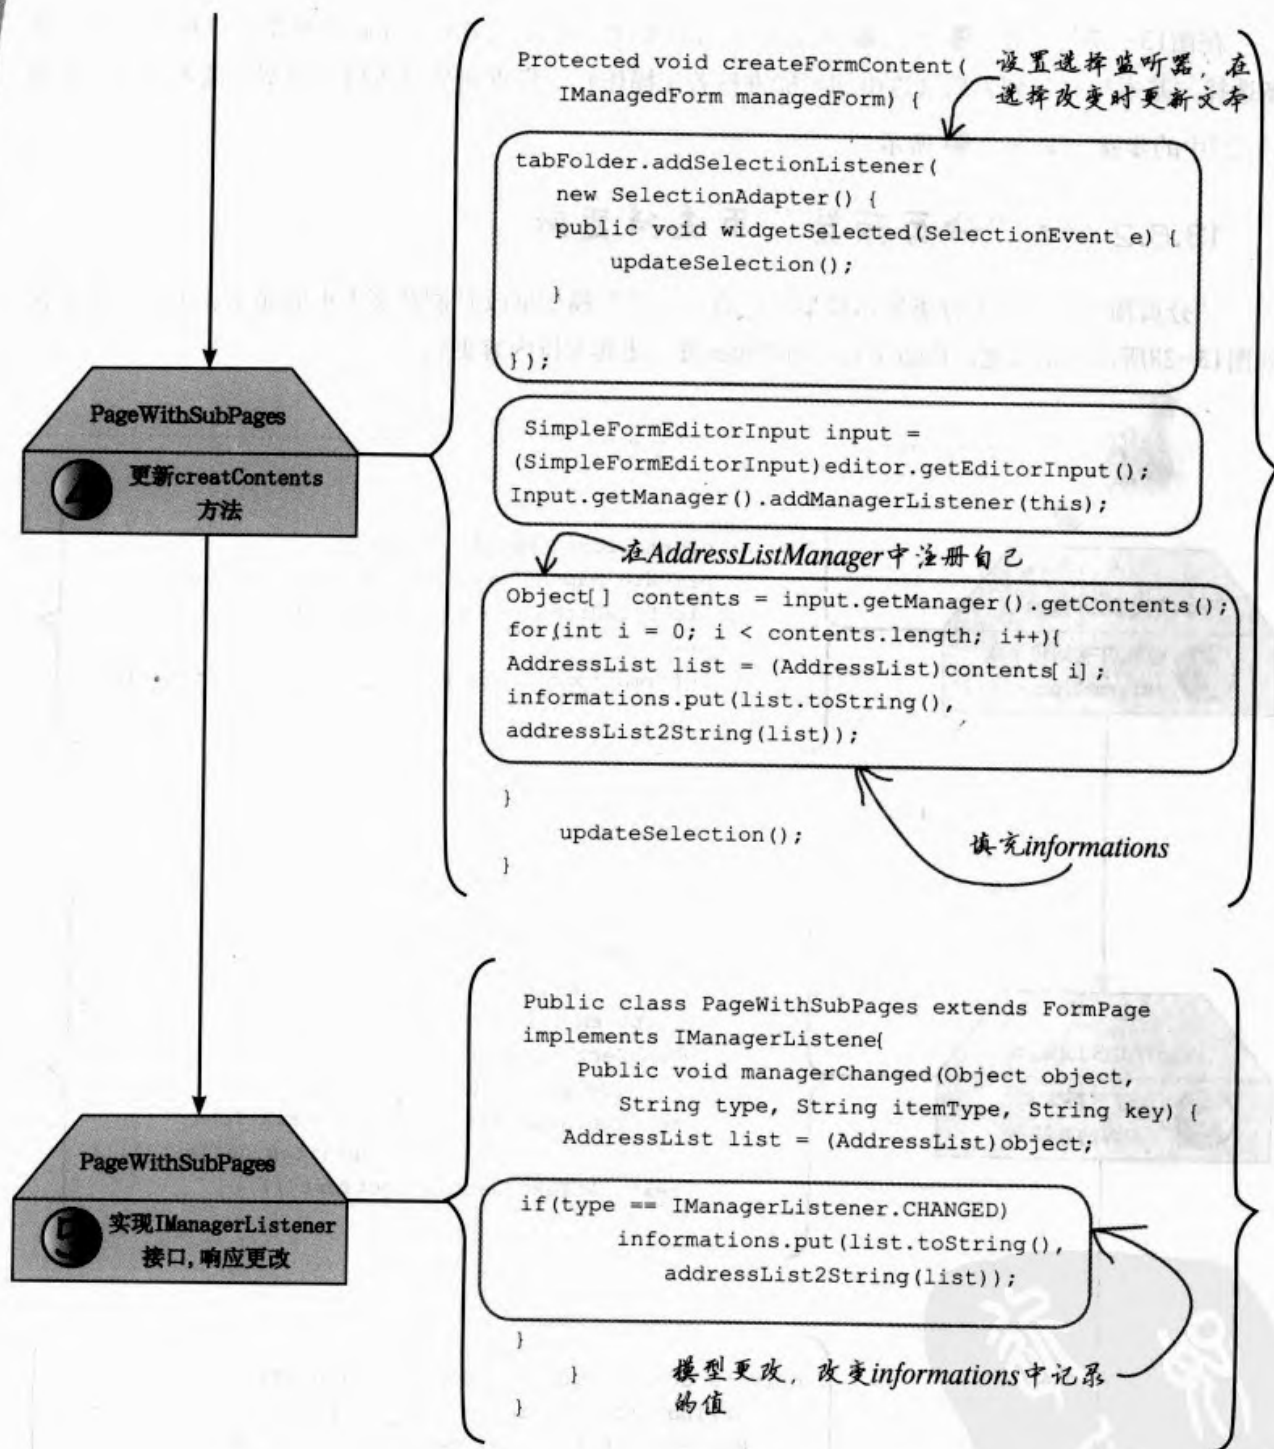 Protected void createFormContent(
IManagedForm managedForm) {
设置选择监听器，在
选择改变时更新文本
tabFolder.addSelectionListener(
new SelectionAdapter() {
public void widgetSelected(SelectionEvent e) {
updateSelection();
}
});
PageWithSubPages
4 更新creatContents
方法
SimpleFormEditorInput input =
(SimpleFormEditorInput)editor.getEditorInput();
Input.getManager().addManagerListener(this);
在AddressListManager中注册自己
Object[] contents = input.getManager().getContents();
for(int i = 0; i < contents.length; i++){
AddressList list = (AddressList)contents[i];
informations.put(list.toString(),
addressList2String(list));
}
updateSelection();
填充informations
}
Public class PageWithSubPages extends FormPage
implements IManagerListene{
Public void managerChanged(Object object,
String type, String itemType, String key) {
AddressList list = (AddressList)object;
PageWithSubPages
5 实现IManagerListener
接口,响应更改
if(type == IManagerListener.CHANGED)
informations.put(list.toString(),
addressList2String(list));
}
}
模型更改，改变informations中记录
的值
}